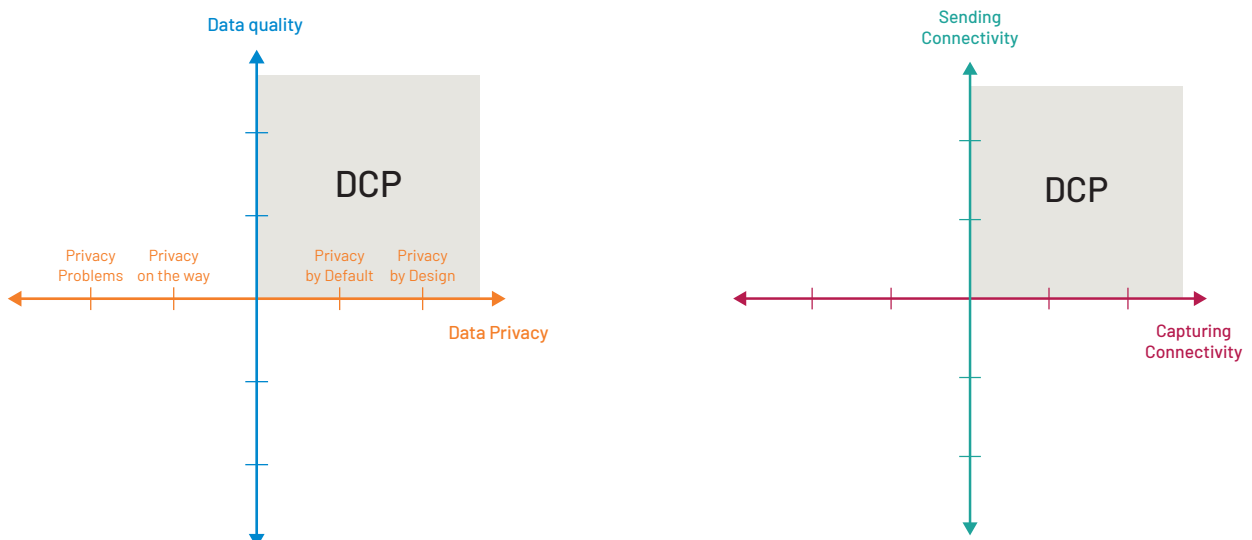 Data quality
DCP
Privacy
Problems
Privacy
on the way
Privacy
by Default
Privacy
by Design
Data Privacy
Sending
Connectivity
DCP
Capturing
Connectivity